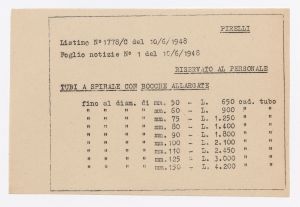 PIRELLI
Listino N° 1778/C del 10/6/1948
Foglio notizie N° 1 del 10/6/1948
RISERVATO AL PERSONALE
TUBI A SPIRALE CON BOCCHE ALLARGATE
fino al diam. di mm. 50 - L. 650 cad. tubo
" " " " mm. 60 - L. 900 " "
" " " " mm. 75 - L. 1.250 " "
" " " " mm. 80 - L. 1.400 " "
" " " " mm. 90 - L. 1.800 " "
" " " " mm.100 - L. 2.100 " "
" " " " mm.110 - L. 2.450 " "
" " " " mm.125 - L. 3.000 " "
" " " " mm.150 - L. 4.200 " "